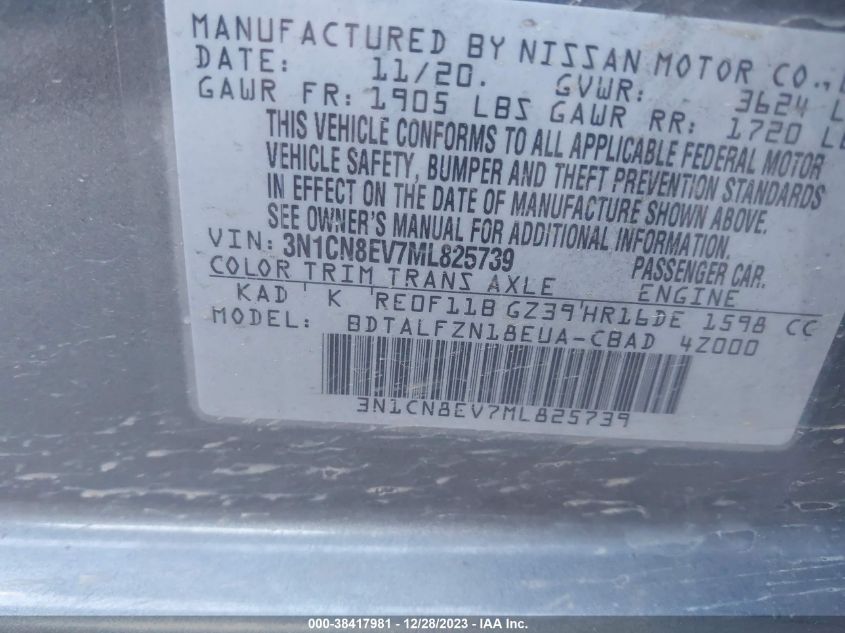 MANUFACTURED BY NISSAN MOTOR CO.,
DATE: 11/20. GVWR: 3624 L
GAWR FR: 1905 LBS GAWR RR: 1720 LB
THIS VEHICLE CONFORMS TO ALL APPLICABLE FEDERAL MOTOR
VEHICLE SAFETY, BUMPER AND THEFT PREVENTION STANDARDS
IN EFFECT ON THE DATE OF MANUFACTURE SHOWN ABOVE.
SEE OWNER'S MANUAL FOR ADDITIONAL INFORMATION.
VIN: 3N1CN8EV7ML825739 PASSENGER CAR.
COLOR TRIM TRANS AXLE ENGINE
KAD K RE0F11B GZ39 HR16DE 1598 CC
MODEL: BDTALFZN18EUA-CBAD 4Z000
3N1CN8EV7ML825739
000-38417981 / 12/28/2023 - IAA Inc.